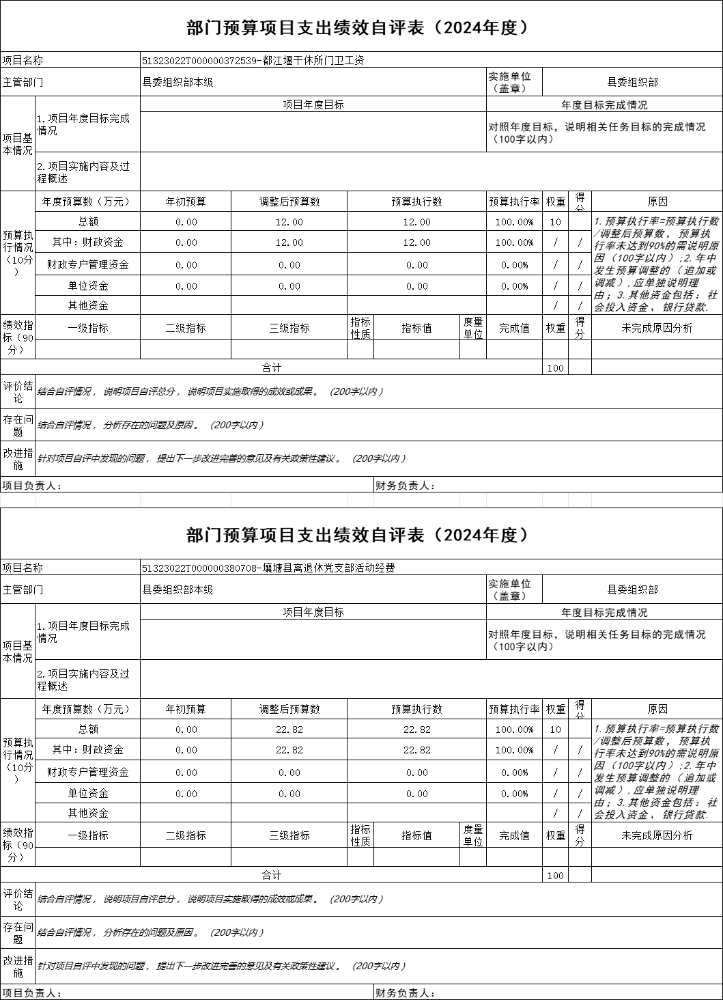 部门预算项目支出绩效自评表（2024年度）
项目名称 51323022T000000372539-都江堰干休所门卫工资
主管部门 县委组织部本级 实施单位（盖章） 县委组织部
项目基本情况 1.项目年度目标完成情况 项目年度目标 年度目标完成情况
对照年度目标，说明相关任务目标的完成情况（100字以内）
2.项目实施内容及过程概述
预算执行情况（10分） 年度预算数（万元） 年初预算 调整后预算数 预算执行数 预算执行率 权重 得分 原因
总额 0.00 12.00 12.00 100.00% 10
其中：财政资金 0.00 12.00 12.00 100.00% / /
财政专户管理资金 0.00 0.00 0.00 0.00% / /
单位资金 0.00 0.00 0.00 0.00% / /
其他资金 / /
1.预算执行率=预算执行数
/调整后预算数，预算执
行率未达到90%的需说明原
因（100字以内）;2.年中
发生预算调整的（追加或
调减）,应单独说明理
由；3.其他资金包括：社
会投入资金、银行贷款.
绩效指标（90分） 一级指标 二级指标 三级指标 指标性质 指标值 度量单位 完成值 权重 得分 未完成原因分析
合计 100
评价结论 结合自评情况，说明项目自评总分，说明项目实施取得的成效或成果。（200字以内）
存在问题 结合自评情况，分析存在的问题及原因。（200字以内）
改进措施 针对项目自评中发现的问题，提出下一步改进完善的意见及有关政策性建议。（200字以内）
项目负责人： 财务负责人：
部门预算项目支出绩效自评表（2024年度）
项目名称 51323022T000000380708-壤塘县离退休党支部活动经费
主管部门 县委组织部本级 实施单位（盖章） 县委组织部
项目基本情况 1.项目年度目标完成情况 项目年度目标 年度目标完成情况
对照年度目标，说明相关任务目标的完成情况（100字以内）
2.项目实施内容及过程概述
预算执行情况（10分） 年度预算数（万元） 年初预算 调整后预算数 预算执行数 预算执行率 权重 得分 原因
总额 0.00 22.82 22.82 100.00% 10
其中：财政资金 0.00 22.82 22.82 100.00% / /
财政专户管理资金 0.00 0.00 0.00 0.00% / /
单位资金 0.00 0.00 0.00 0.00% / /
其他资金 / /
1.预算执行率=预算执行数
/调整后预算数，预算执
行率未达到90%的需说明原
因（100字以内）;2.年中
发生预算调整的（追加或
调减）,应单独说明理
由；3.其他资金包括：社
会投入资金、银行贷款.
绩效指标（90分） 一级指标 二级指标 三级指标 指标性质 指标值 度量单位 完成值 权重 得分 未完成原因分析
合计 100
评价结论 结合自评情况，说明项目自评总分，说明项目实施取得的成效或成果。（200字以内）
存在问题 结合自评情况，分析存在的问题及原因。（200字以内）
改进措施 针对项目自评中发现的问题，提出下一步改进完善的意见及有关政策性建议。（200字以内）
项目负责人： 财务负责人：